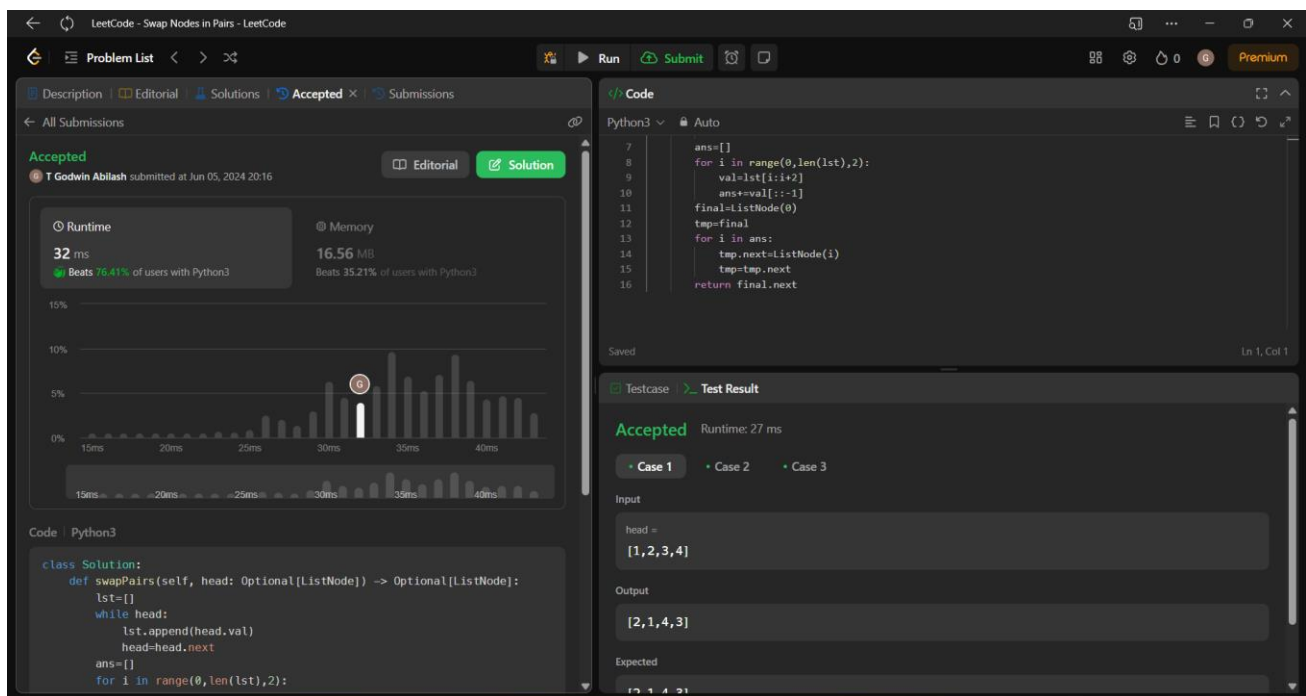 LeetCode - Swap Nodes in Pairs - LeetCode
Problem List
Run
Submit
0
G
Premium
Description
Editorial
Solutions
Accepted
Submissions
All Submissions
Accepted
Editorial
Solution
G T Godwin Abilash submitted at Jun 05, 2024 20:16
Runtime
Memory
32 ms
16.56 MB
Beats 76.41% of users with Python3
Beats 35.21% of users with Python3
15%
10%
5%
0%
G
15ms 20ms 25ms 30ms 35ms 40ms
15ms 20ms 25ms 30ms 35ms 40ms
Code | Python3
class Solution:
def swapPairs(self, head: Optional[ListNode]) -> Optional[ListNode]:
lst=[]
while head:
lst.append(head.val)
head=head.next
ans=[]
for i in range(0,len(lst),2):
</> Code
Python3
Auto
7 ans=[]
8 for i in range(0,len(lst),2):
9 val=lst[i:i+2]
10 ans+=val[::-1]
11 final=ListNode(0)
12 tmp=final
13 for i in ans:
14 tmp.next=ListNode(i)
15 tmp=tmp.next
16 return final.next
Saved
Ln 1, Col 1
Testcase
>_ Test Result
Accepted Runtime: 27 ms
• Case 1 • Case 2 • Case 3
Input
head =
[1,2,3,4]
Output
[2,1,4,3]
Expected
[2,1,4,3]